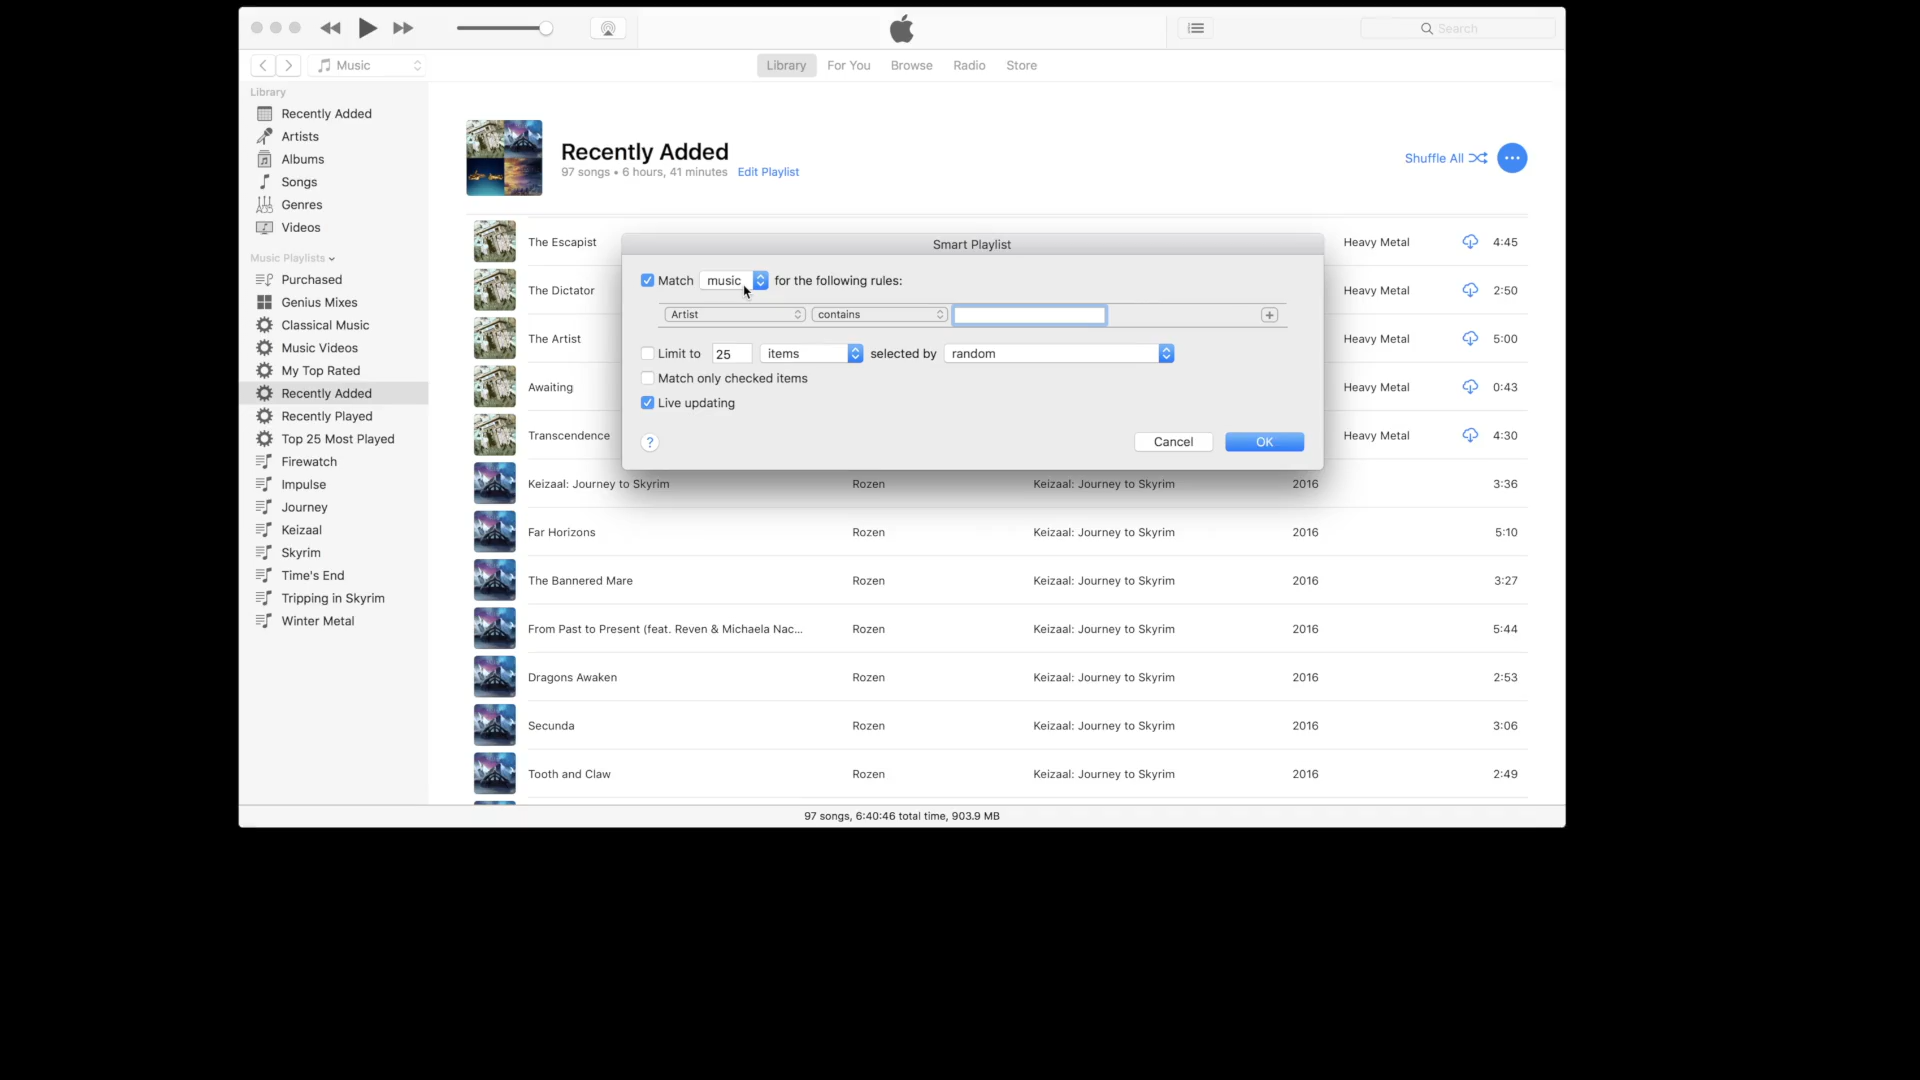 Search
Music
Library For You Browse Radio Store
Library
Recently Added
Artists
Albums
Songs
Genres
Videos
Music Playlists
Purchased
Genius Mixes
Classical Music
Music Videos
My Top Rated
Recently Added
Recently Played
Top 25 Most Played
Firewatch
Impulse
Journey
Keizaal
Skyrim
Time's End
Tripping in Skyrim
Winter Metal
Recently Added
97 songs • 6 hours, 41 minutes Edit Playlist
Shuffle All
The Escapist Heavy Metal 4:45
The Dictator Heavy Metal 2:50
The Artist Heavy Metal 5:00
Awaiting Heavy Metal 0:43
Transcendence Heavy Metal 4:30
Smart Playlist
Match music for the following rules:
Artist contains
Limit to 25 items selected by random
Match only checked items
Live updating
? Cancel OK
Keizaal: Journey to Skyrim Rozen Keizaal: Journey to Skyrim 2016 3:36
Far Horizons Rozen Keizaal: Journey to Skyrim 2016 5:10
The Bannered Mare Rozen Keizaal: Journey to Skyrim 2016 3:27
From Past to Present (feat. Reven & Michaela Nac... Rozen Keizaal: Journey to Skyrim 2016 5:44
Dragons Awaken Rozen Keizaal: Journey to Skyrim 2016 2:53
Secunda Rozen Keizaal: Journey to Skyrim 2016 3:06
Tooth and Claw Rozen Keizaal: Journey to Skyrim 2016 2:49
97 songs, 6:40:46 total time, 903.9 MB